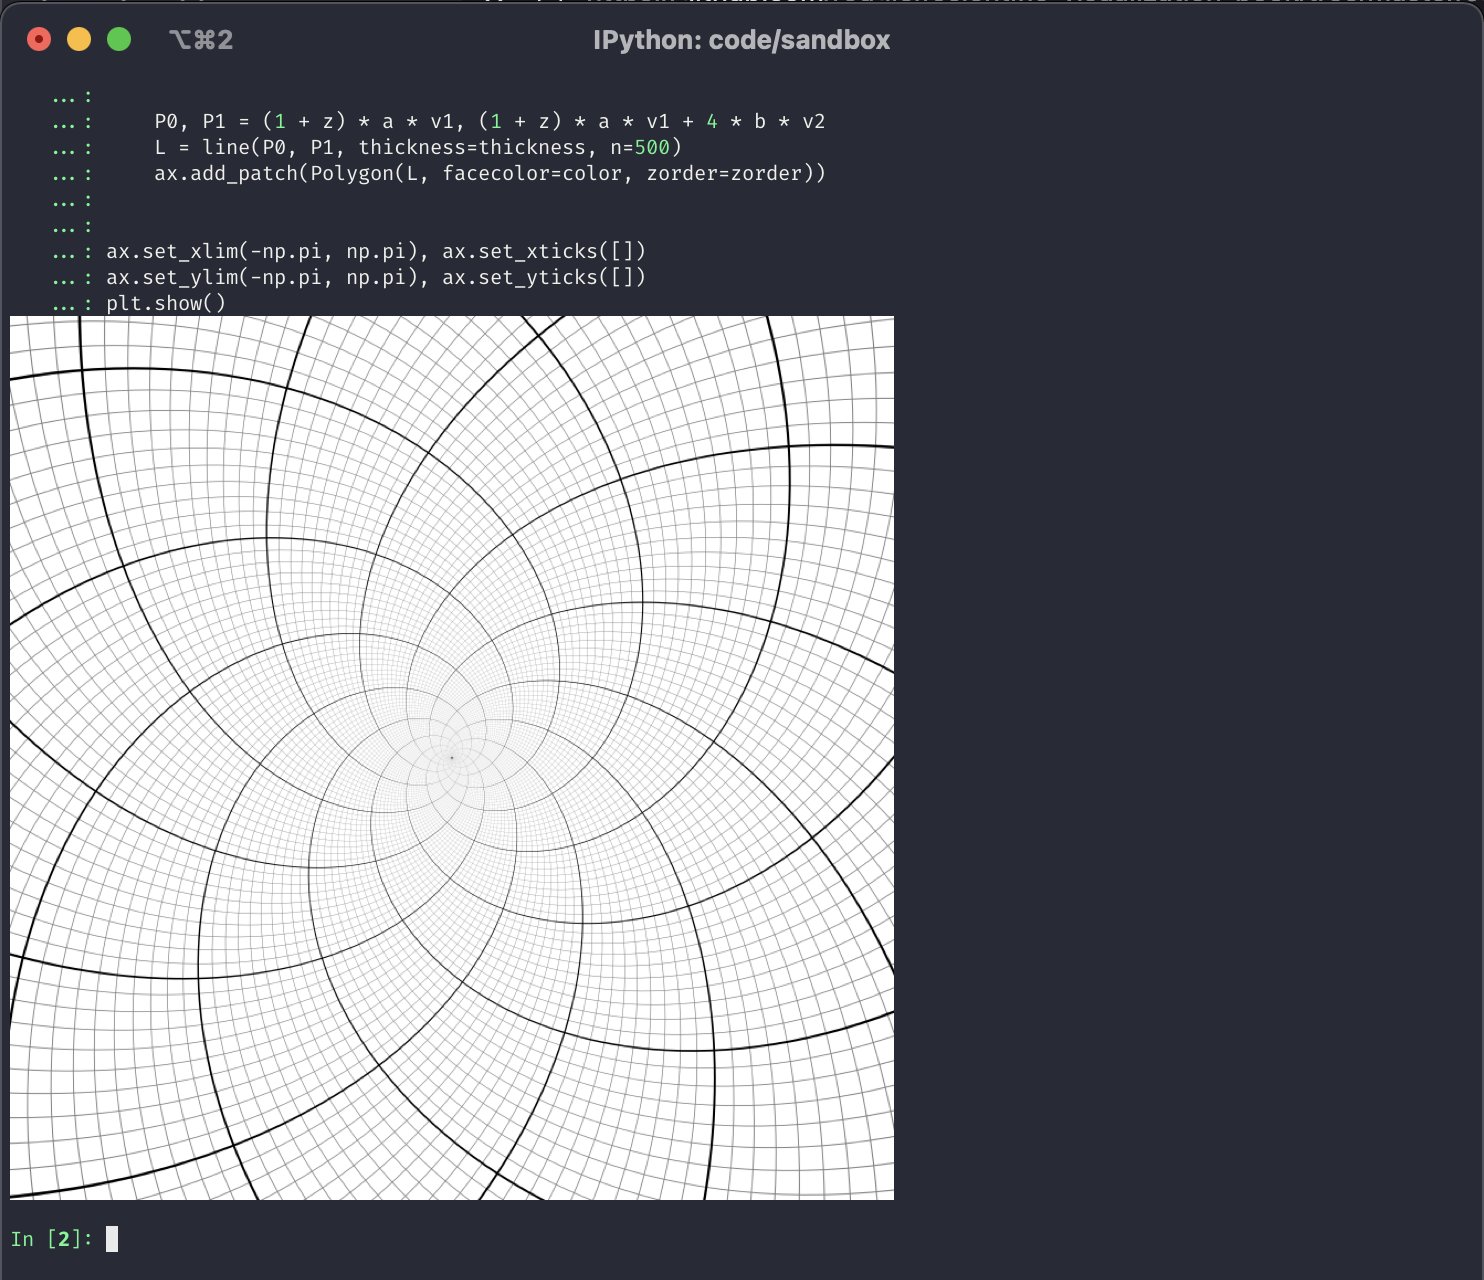 ⌥⌘2
IPython: code/sandbox
...:
...:     P0, P1 = (1 + z) * a * v1, (1 + z) * a * v1 + 4 * b * v2
...:     L = line(P0, P1, thickness=thickness, n=500)
...:     ax.add_patch(Polygon(L, facecolor=color, zorder=zorder))
...:
...:
...: ax.set_xlim(-np.pi, np.pi), ax.set_xticks([])
...: ax.set_ylim(-np.pi, np.pi), ax.set_yticks([])
...: plt.show()
In [2]: